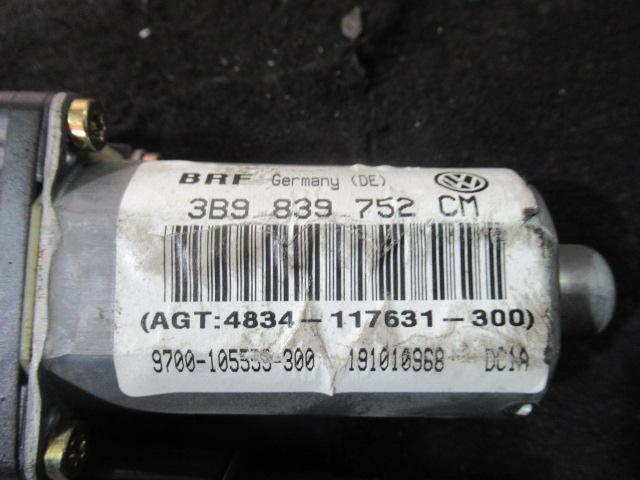 BRF Germany (DE)
3B9 839 752 CM
(AGT:4834-117631-300)
9700-105555-300 191010968 DC1A